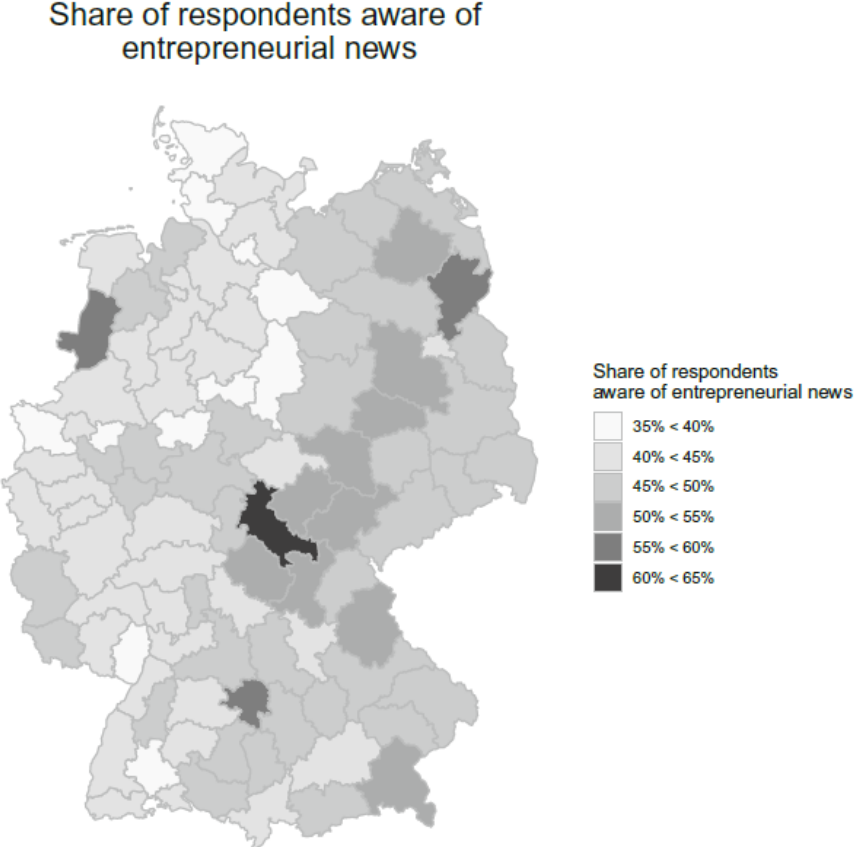 Share of respondents aware of
entrepreneurial news
Share of respondents
aware of entrepreneurial news
35% < 40%
40% < 45%
45% < 50%
50% < 55%
55% < 60%
60% < 65%